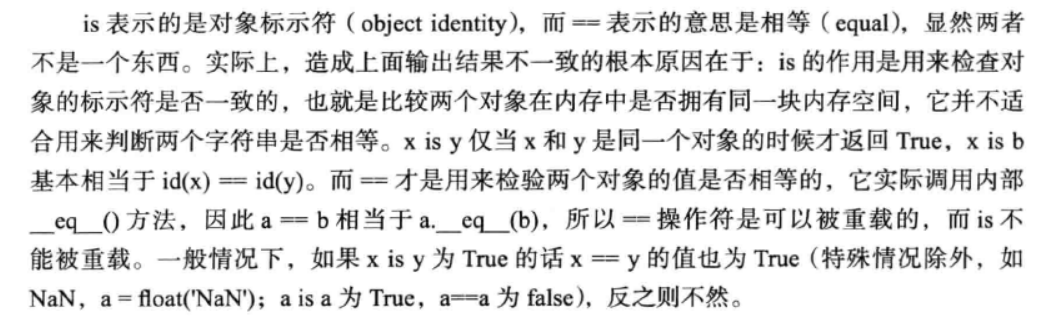 is 表示的是对象标示符（object identity），而 == 表示的意思是相等（equal），显然两者
不是一个东西。实际上，造成上面输出结果不一致的根本原因在于：is 的作用是用来检查对
象的标示符是否一致的，也就是比较两个对象在内存中是否拥有同一块内存空间，它并不适
合用来判断两个字符串是否相等。x is y 仅当 x 和 y 是同一个对象的时候才返回 True，x is b
基本相当于 id(x) == id(y)。而 == 才是用来检验两个对象的值是否相等的，它实际调用内部
__eq__() 方法，因此 a == b 相当于 a.__eq__(b)，所以 == 操作符是可以被重载的，而 is 不
能被重载。一般情况下，如果 x is y 为 True 的话 x == y 的值也为 True（特殊情况除外，如
NaN，a = float('NaN')；a is a 为 True，a==a 为 false），反之则不然。